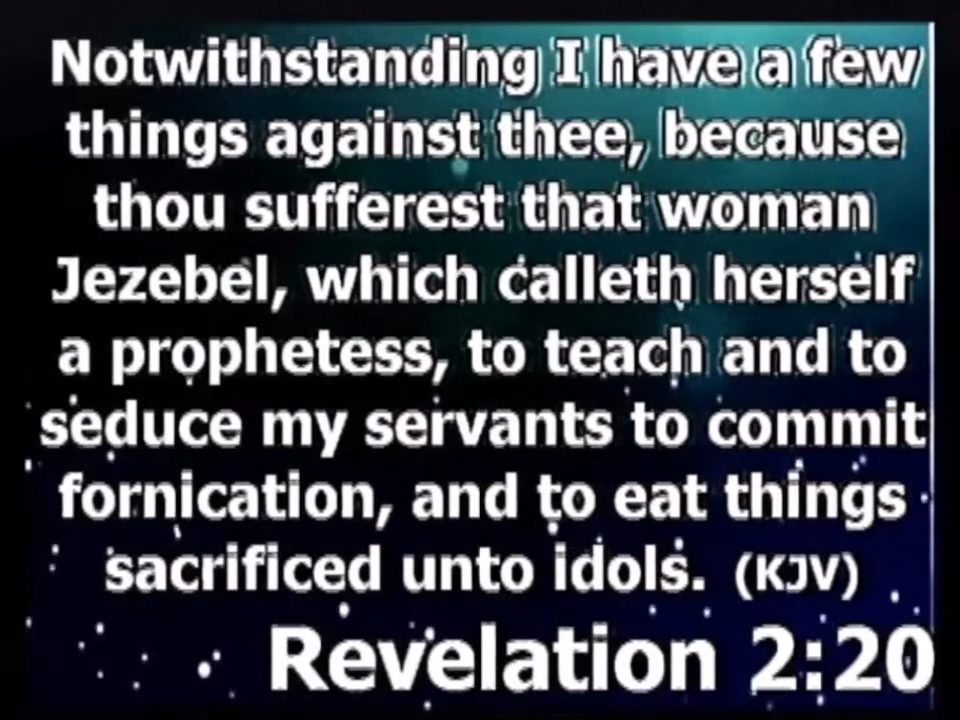 Notwithstanding I have a few
things against thee, because
thou sufferest that woman
Jezebel, which calleth herself
a prophetess, to teach and to
seduce my servants to commit
fornication, and to eat things
sacrificed unto idols. (KJV)
Revelation 2:20